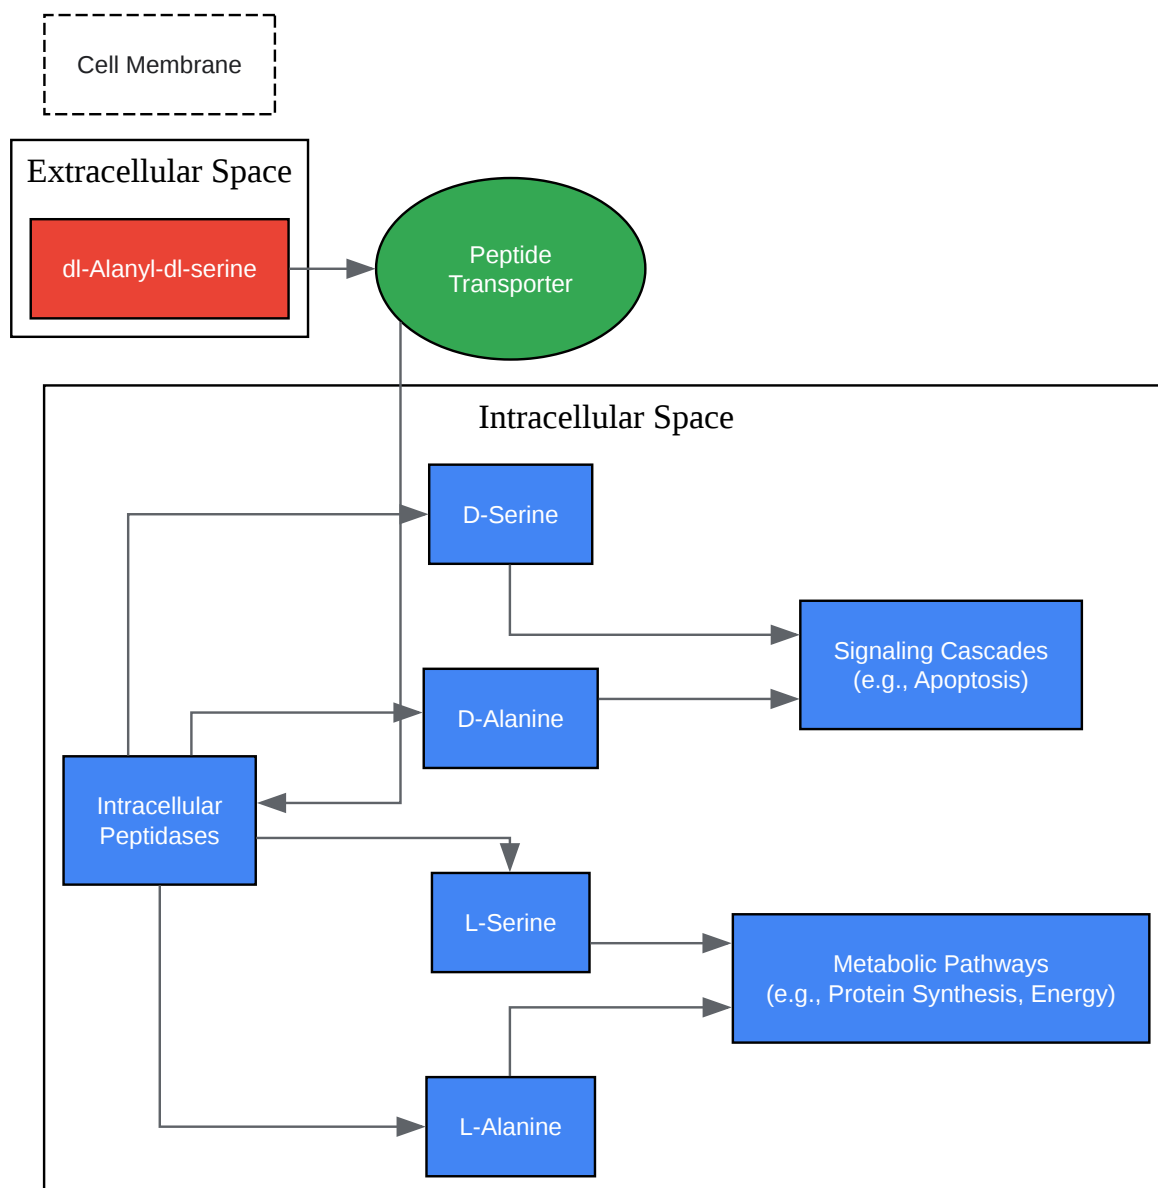 Cell Membrane
Extracellular Space
dl-Alanyl-dl-serine
Peptide
Transporter
Intracellular Space
D-Serine
Signaling Cascades
(e.g., Apoptosis)
D-Alanine
Intracellular
Peptidases
L-Serine
Metabolic Pathways
(e.g., Protein Synthesis, Energy)
L-Alanine